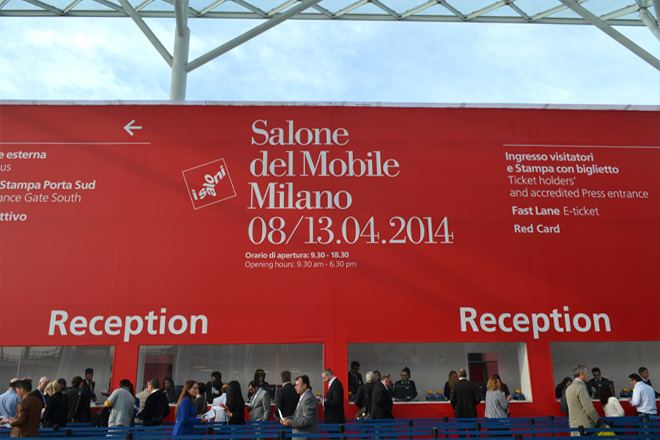 e esterna
us
Stampa Porta Sud
ance Gate South
ttivo
i saloni
Salone
del Mobile
Milano
08/13.04.2014
Orario di apertura: 9.30 - 18.30
Opening hours: 9.30 am - 6.30 pm
Ingresso visitatori
e Stampa con biglietto
Ticket holders'
and accredited Press entrance
Fast Lane E-ticket
Red Card
Reception
Reception